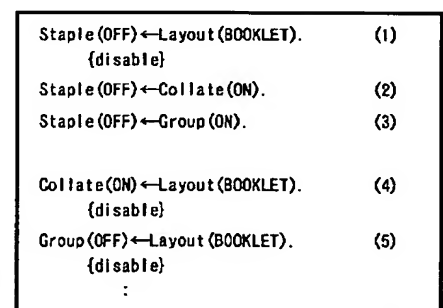 Staple(OFF)←Layout(BOOKLET). (1)
{disable}
Staple(OFF)←Collate(ON). (2)
Staple(OFF)←Group(ON). (3)
Collate(ON)←Layout(BOOKLET). (4)
{disable}
Group(OFF)←Layout(BOOKLET). (5)
{disable}
: